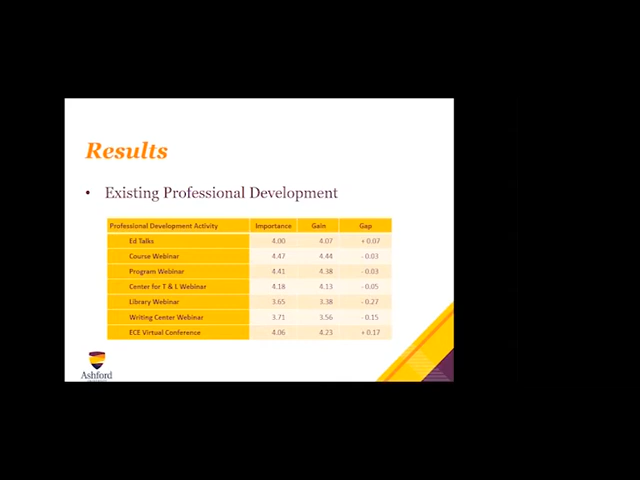 Results
• Existing Professional Development
Professional Development Activity Importance Gain Gap
Ed Talks 4.00 4.07 + 0.07
Course Webinar 4.47 4.44 - 0.03
Program Webinar 4.41 4.38 - 0.03
Center for T & L Webinar 4.18 4.13 - 0.05
Library Webinar 3.65 3.38 - 0.27
Writing Center Webinar 3.71 3.56 - 0.15
ECE Virtual Conference 4.06 4.23 + 0.17
Ashford